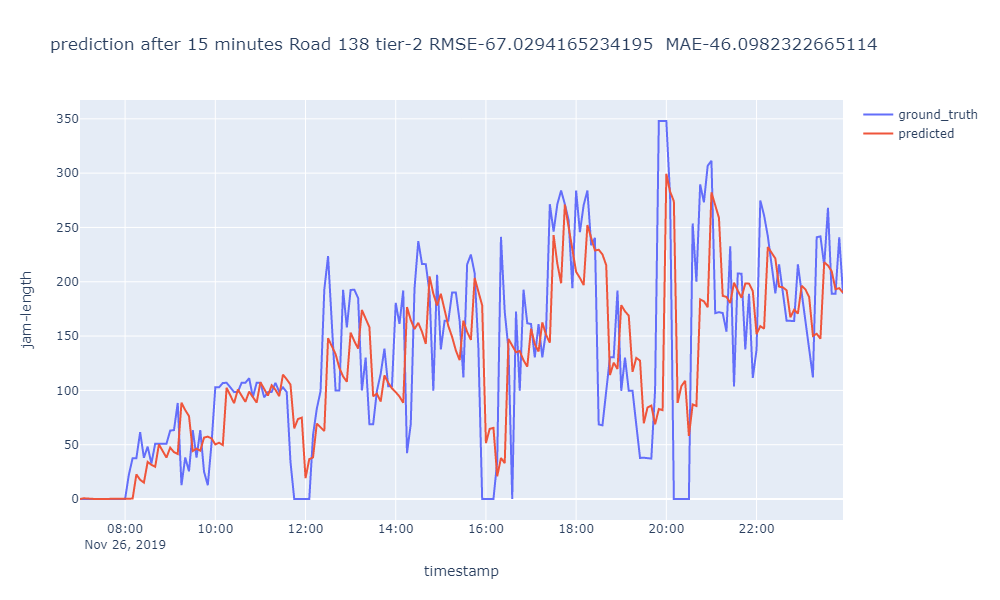 prediction after 15 minutes Road 138 tier-2 RMSE-67.0294165234195  MAE-46.0982322665114
ground_truth
predicted
350
300
250
200
150
100
50
0
jam-length
08:00 10:00 12:00 14:00 16:00 18:00 20:00 22:00
Nov 26, 2019
timestamp